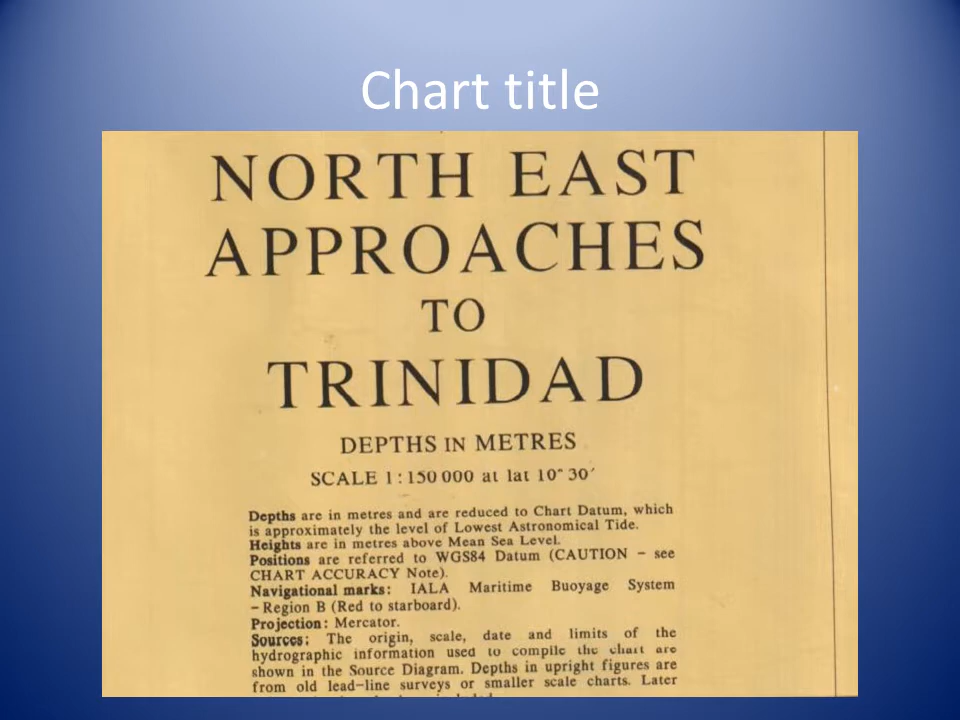 Chart title
NORTH EAST
APPROACHES
TO
TRINIDAD
DEPTHS IN METRES
SCALE 1:150 000 at lat 10° 30′
Depths are in metres and are reduced to Chart Datum, which
is approximately the level of Lowest Astronomical Tide.
Heights are in metres above Mean Sea Level.
Positions are referred to WGS84 Datum (CAUTION – see
CHART ACCURACY Note).
Navigational marks: IALA Maritime Buoyage System
– Region B (Red to starboard).
Projection: Mercator.
Sources: The origin, scale, date and limits of the
hydrographic information used to compile the chart are
shown in the Source Diagram. Depths in upright figures are
from old lead-line surveys or smaller scale charts. Later